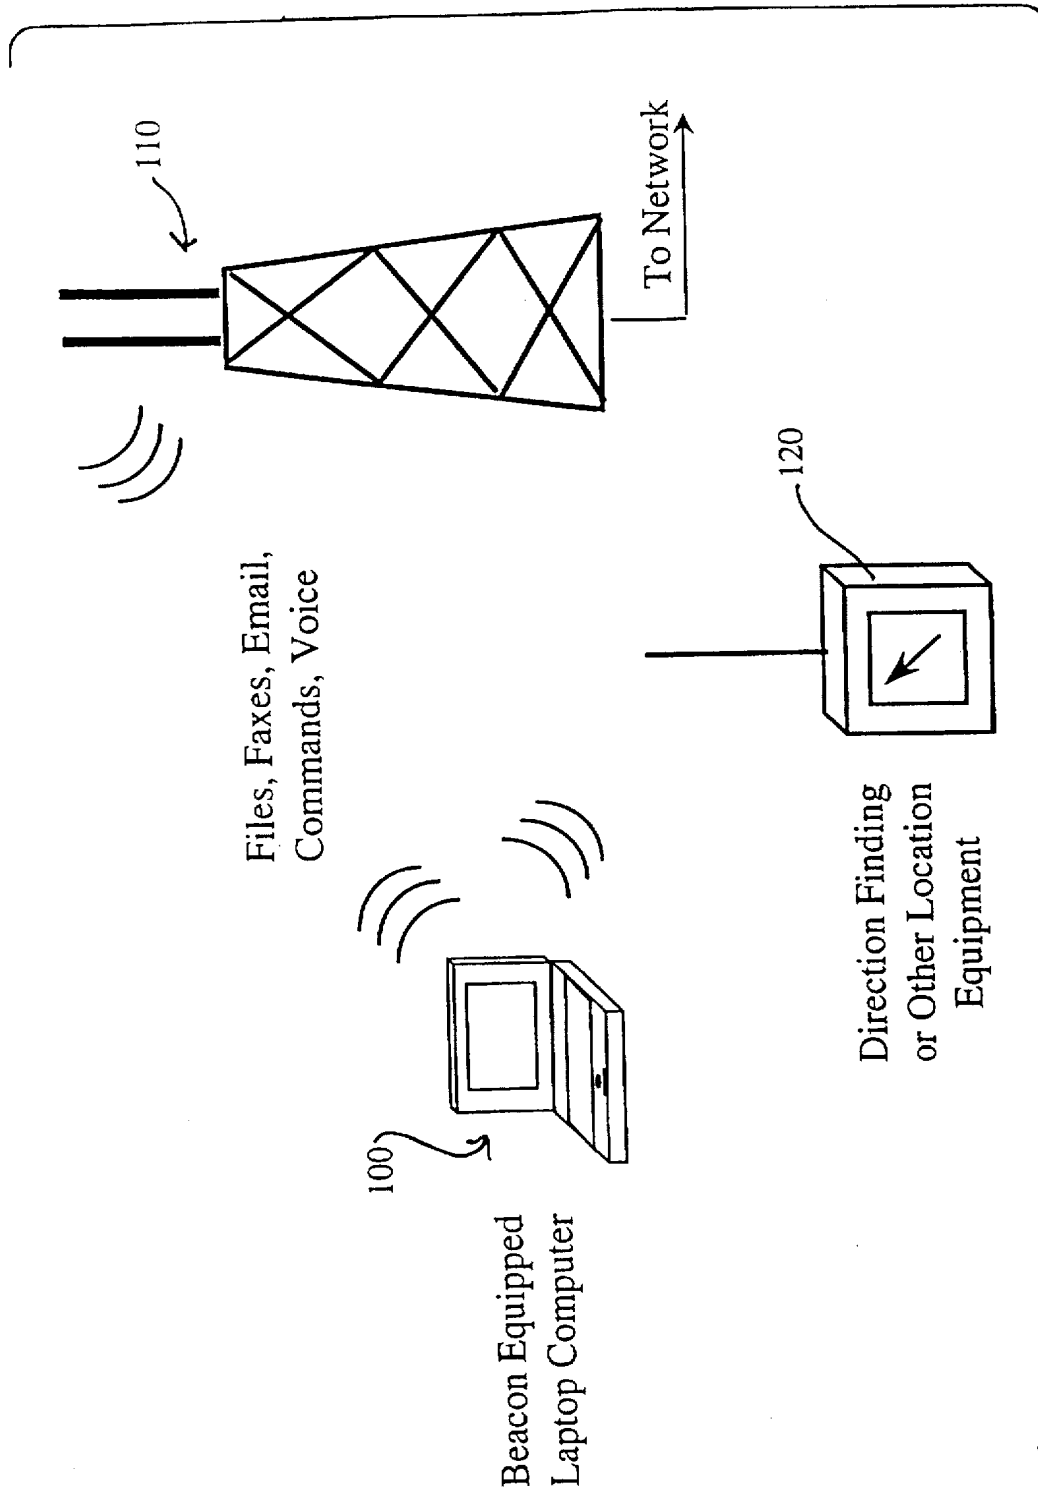 110
To Network
Files, Faxes, Email,
Commands, Voice
120
100
Beacon Equipped
Laptop Computer
Direction Finding
or Other Location
Equipment